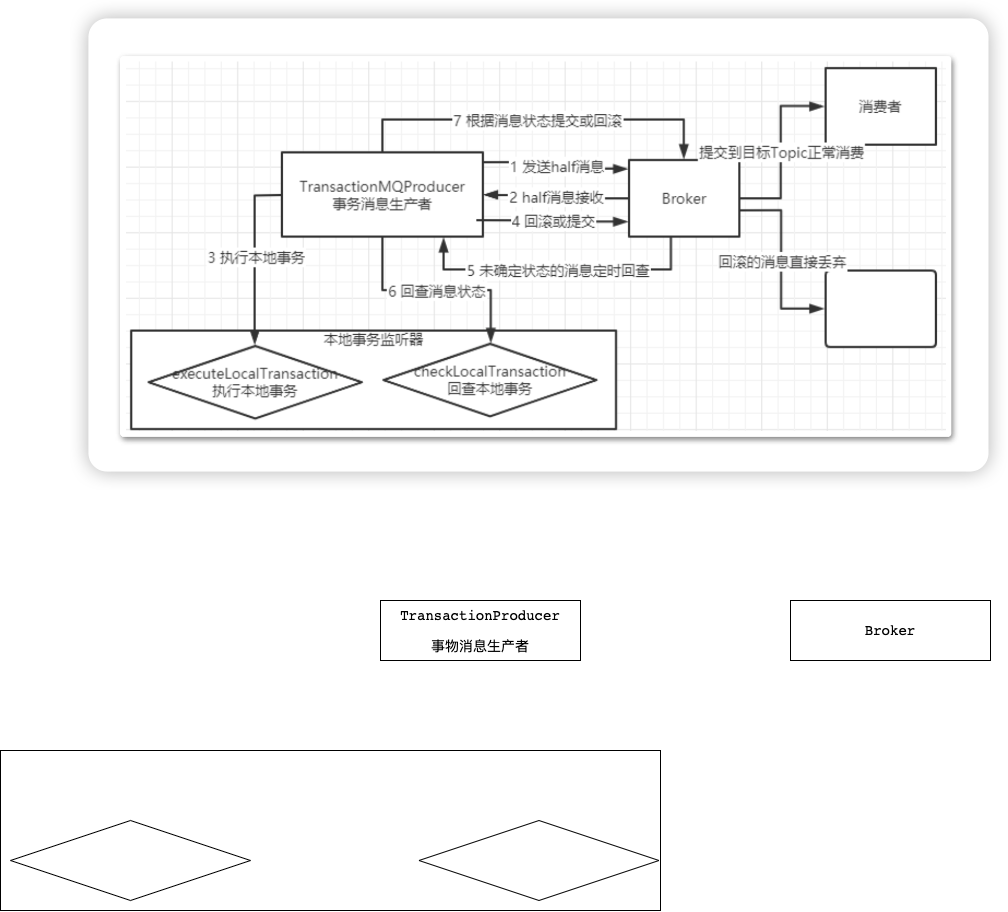 消费者
7 根据消息状态提交或回滚
提交到目标Topic正常消费
1 发送half消息
TransactionMQProducer
事务消息生产者
2 half消息接收
Broker
4 回滚或提交
3 执行本地事务
5 未确定状态的消息定时回查
回滚的消息直接丢弃
6 回查消息状态
本地事务监听器
executeLocalTransaction
执行本地事务
checkLocalTransaction
回查本地事务
TransactionProducer
事物消息生产者
Broker